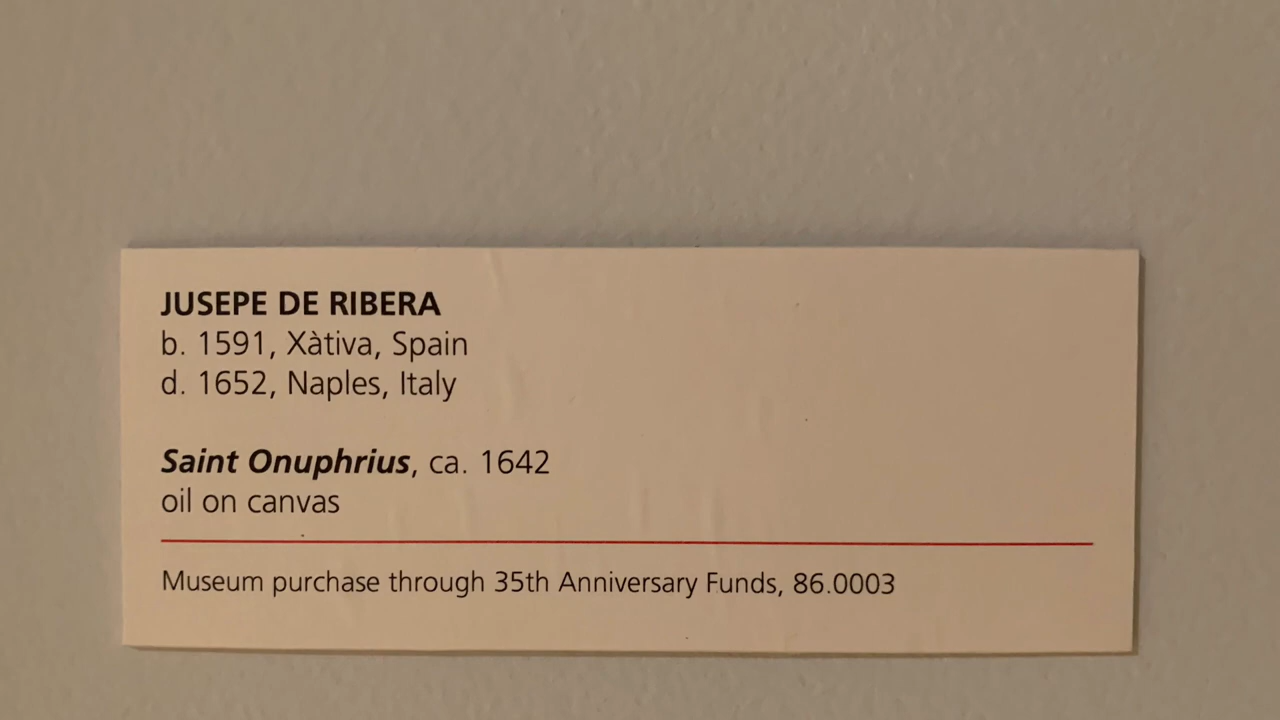 JUSEPE DE RIBERA
b. 1591, Xàtiva, Spain
d. 1652, Naples, Italy
Saint Onuphrius, ca. 1642
oil on canvas
Museum purchase through 35th Anniversary Funds, 86.0003